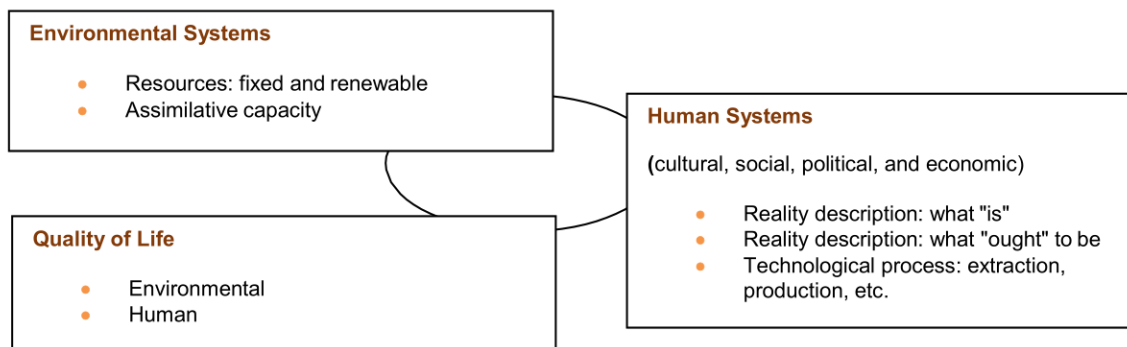 Environmental Systems
● Resources: fixed and renewable
● Assimilative capacity
Human Systems
(cultural, social, political, and economic)
● Reality description: what "is"
● Reality description: what "ought" to be
● Technological process: extraction,
production, etc.
Quality of Life
● Environmental
● Human